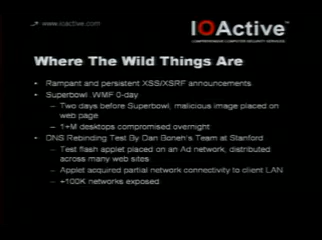 www.ioactive.com
IOActive™
COMPREHENSIVE COMPUTER SECURITY SERVICES
Where The Wild Things Are
• Rampant and persistent XSS/XSRF announcements
• Superbowl WMF 0-day
– Two days before Superbowl, malicious image placed on
web page
– 1+M desktops compromised overnight
• DNS Rebinding Test By Dan Boneh's Team at Stanford
– Test flash applet placed on an Ad network, distributed
across many web sites
– Applet acquired partial network connectivity to client LAN
– +100K networks exposed